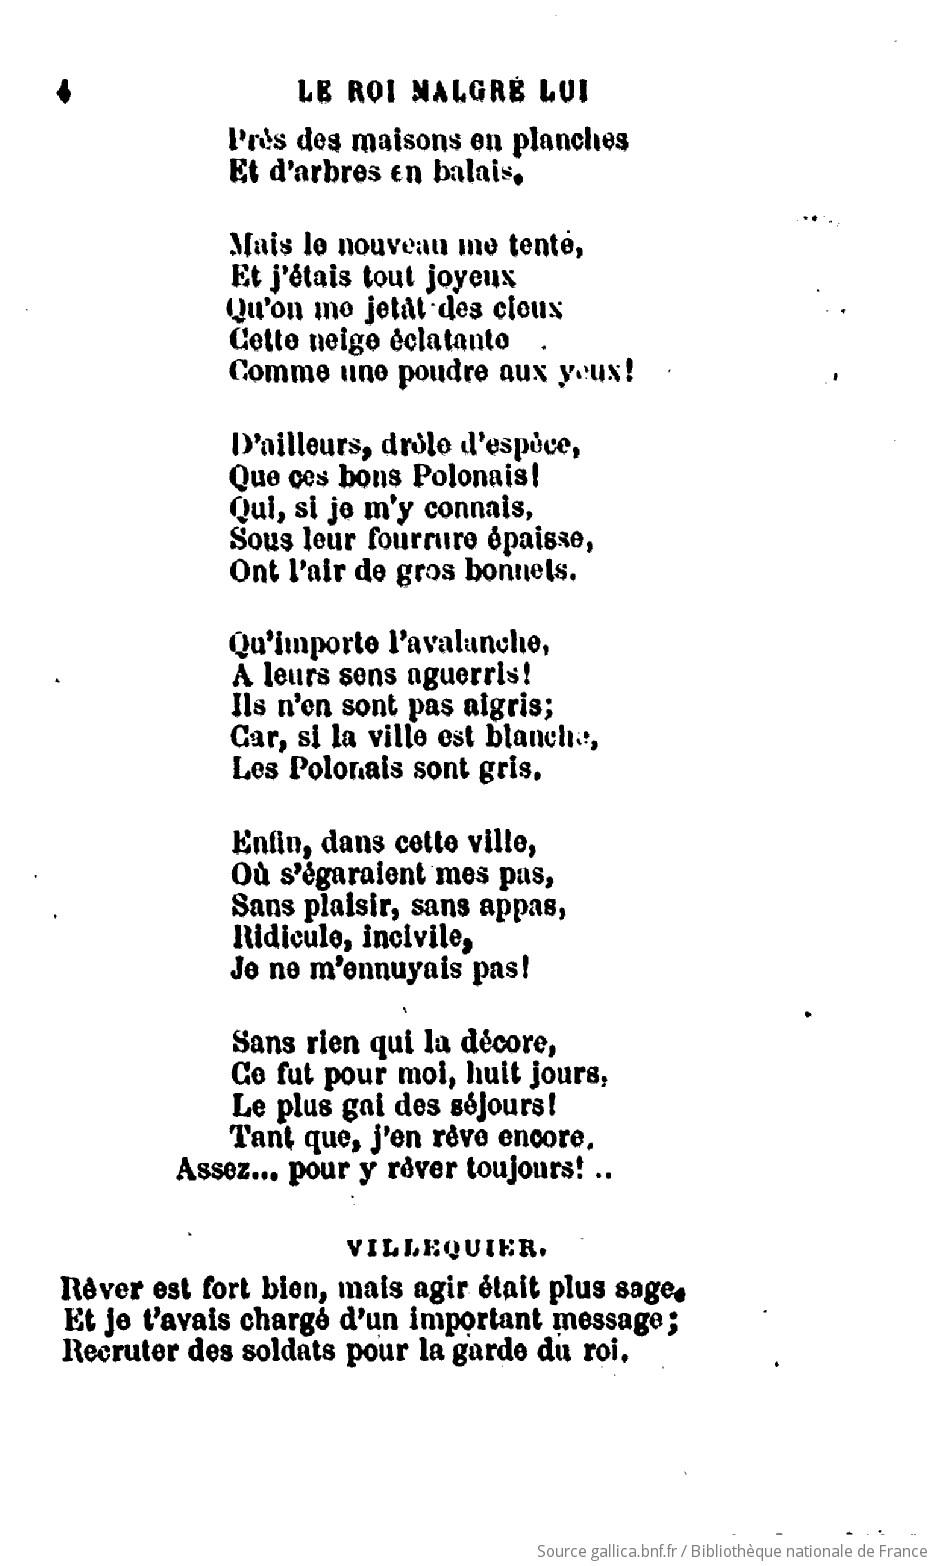 4 LE ROI MALGRÉ LUI
Près des maisons en planches
Et d'arbres en balais.
Mais le nouveau me tente,
Et j'étais tout joyeux
Qu'on me jetât des cieux
Cette neige éclatante
Comme une poudre aux yeux!
D'ailleurs, drôle d'espèce,
Que ces bons Polonais!
Qui, si je m'y connais,
Sous leur fourrure épaisse,
Ont l'air de gros bonnets.
Qu'importe l'avalanche,
A leurs sens aguerris!
Ils n'en sont pas aigris;
Car, si la ville est blanche,
Les Polonais sont gris.
Enfin, dans cette ville,
Où s'égaraient mes pas,
Sans plaisir, sans appas,
Ridicule, incivile,
Je ne m'ennuyais pas!
Sans rien qui la décore,
Ce fut pour moi, huit jours,
Le plus gai des séjours!
Tant que, j'en rêve encore.
Assez... pour y rêver toujours! ..
VILLEQUIER.
Rêver est fort bien, mais agir était plus sage.
Et je t'avais chargé d'un important message;
Recruter des soldats pour la garde du roi.
Source gallica.bnf.fr / Bibliothèque nationale de France